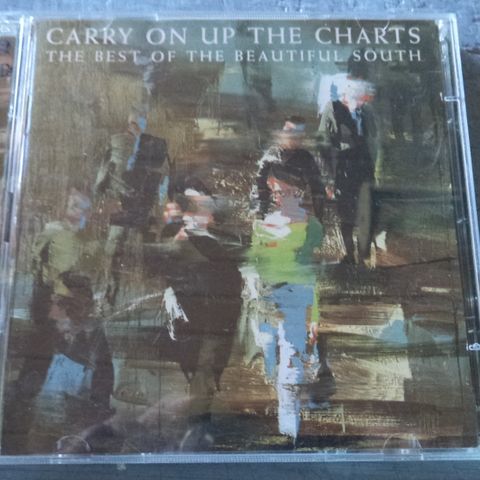 CARRY ON UP THE CHARTS
THE BEST OF THE BEAUTIFUL SOUTH